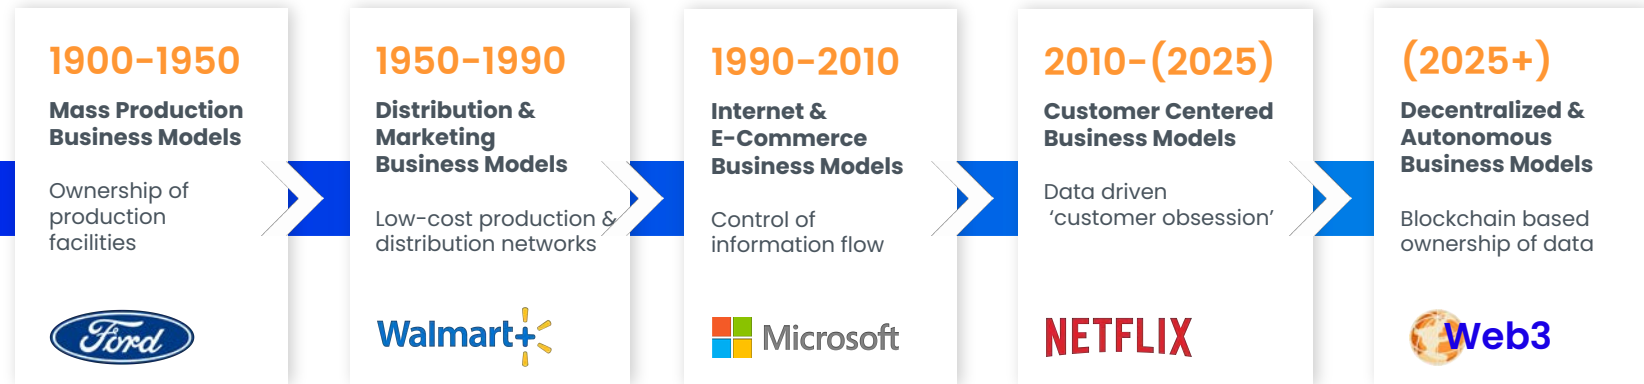 1900-1950
Mass Production
Business Models
Ownership of
production
facilities
Ford
1950-1990
Distribution &
Marketing
Business Models
Low-cost production &
distribution networks
Walmart+
1990-2010
Internet &
E-Commerce
Business Models
Control of
information flow
Microsoft
2010-(2025)
Customer Centered
Business Models
Data driven
‘customer obsession’
NETFLIX
(2025+)
Decentralized &
Autonomous
Business Models
Blockchain based
ownership of data
Web3